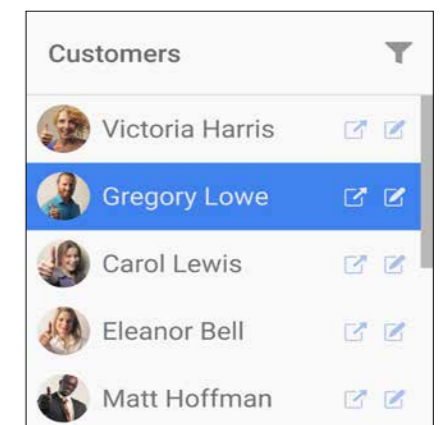 Customers
Victoria Harris
Gregory Lowe
Carol Lewis
Eleanor Bell
Matt Hoffman